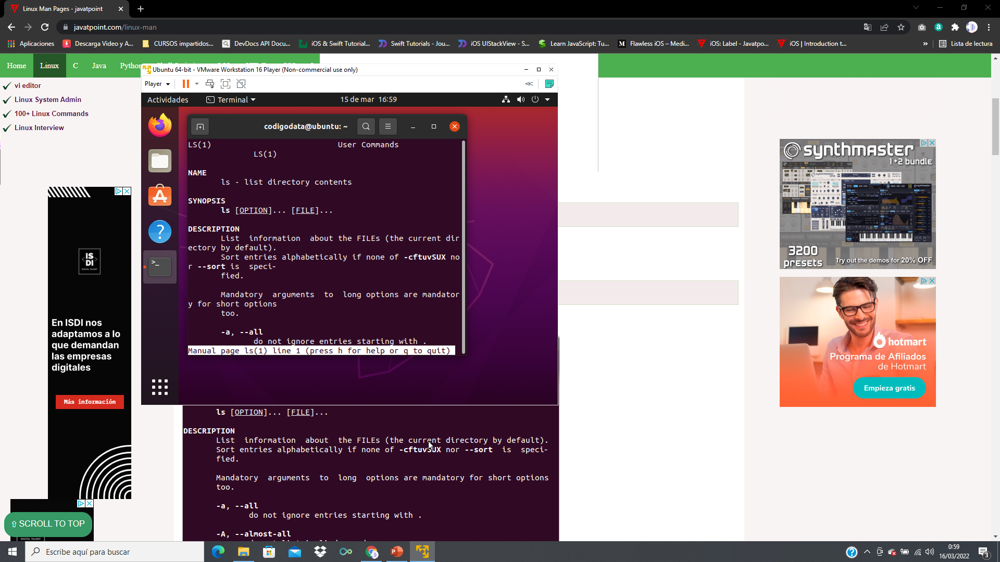 Linux Man Pages - javatpoint
javatpoint.com/linux-man
Aplicaciones
Descarga Video y A...
CURSOS impartidos...
DevDocs API Docu...
iOS & Swift Tutorial...
Swift Tutorials - Jou...
iOS UIStackView - S...
Learn JavaScript: Tu...
Flawless iOS – Medi...
iOS: Label - Javatpo...
iOS | Introduction t...
»
Lista de lectura
Home
Linux
C
Java
Python
vi editor
Linux System Admin
100+ Linux Commands
Linux Interview
Ubuntu 64-bit - VMware Workstation 16 Player (Non-commercial use only)
Player
Actividades
Terminal
15 de mar 16:59
codigodata@ubuntu: ~
LS(1) User Commands
LS(1)
NAME
ls - list directory contents
SYNOPSIS
ls [OPTION]... [FILE]...
DESCRIPTION
List information about the FILEs (the current dir
ectory by default).
Sort entries alphabetically if none of -cftuvSUX no
r --sort is speci-
fied.
Mandatory arguments to long options are mandator
y for short options
too.
-a, --all
do not ignore entries starting with .
Manual page ls(1) line 1 (press h for help or q to quit)
ls [OPTION]... [FILE]...
DESCRIPTION
List information about the FILEs (the current directory by default).
Sort entries alphabetically if none of -cftuvSUX nor --sort is speci-
fied.
Mandatory arguments to long options are mandatory for short options
too.
-a, --all
do not ignore entries starting with .
-A, --almost-all
IS
DI
DIGITAL TALENT
En ISDI nos
adaptamos a lo
que demandan
las empresas
digitales
Más información
⇧ SCROLL TO TOP
DIGITAL TALENT
synthmaster
1+2 bundle
3200
presets
Try out the demos for 20% OFF
hotmart
Programa de Afiliados
de Hotmart
Empieza gratis
Escribe aquí para buscar
0:59
16/03/2022
3